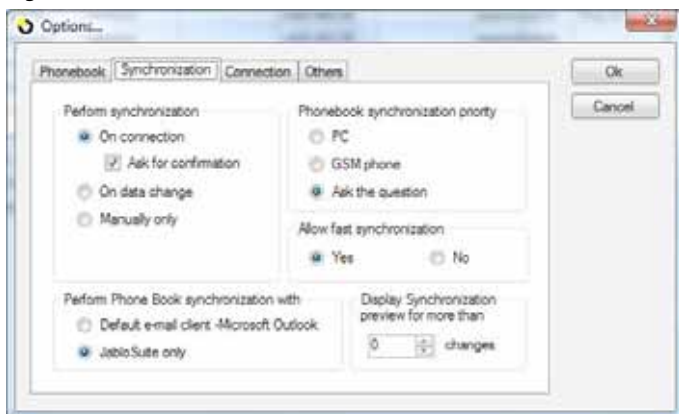 Options...
Phonebook Synchronization Connection Others
Ok
Cancel
Perform synchronization
On connection
Ask for confirmation
On data change
Manually only
Phonebook synchronization priority
PC
GSM phone
Ask the question
Allow fast synchronization
Yes No
Perform Phone Book synchronization with
Default e-mail client -Microsoft Outlook
JabloSuite only
Display Synchronization
preview for more than
0 changes